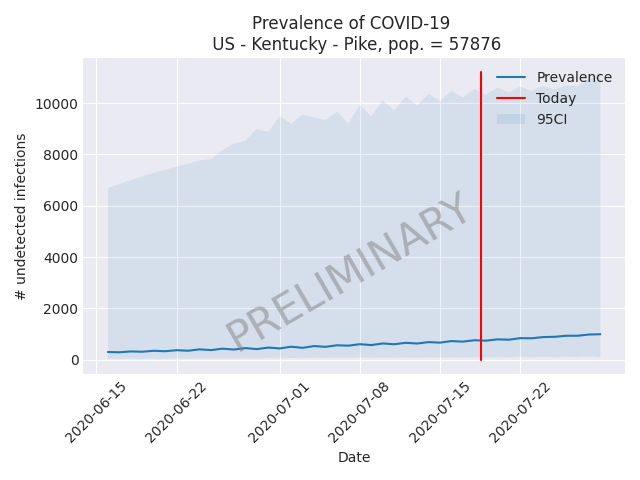 Prevalence of COVID-19
US - Kentucky - Pike, pop. = 57876
Prevalence
Today
95CI
10000
8000
6000
4000
2000
0
# undetected infections
PRELIMINARY
2020-06-15
2020-06-22
2020-07-01
2020-07-08
2020-07-15
2020-07-22
Date